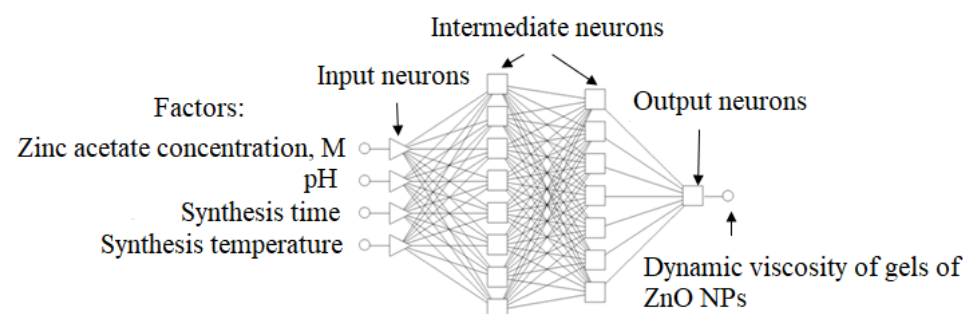 Intermediate neurons
Input neurons
Output neurons
Factors:
Zinc acetate concentration, M
pH
Synthesis time
Synthesis temperature
Dynamic viscosity of gels of
ZnO NPs